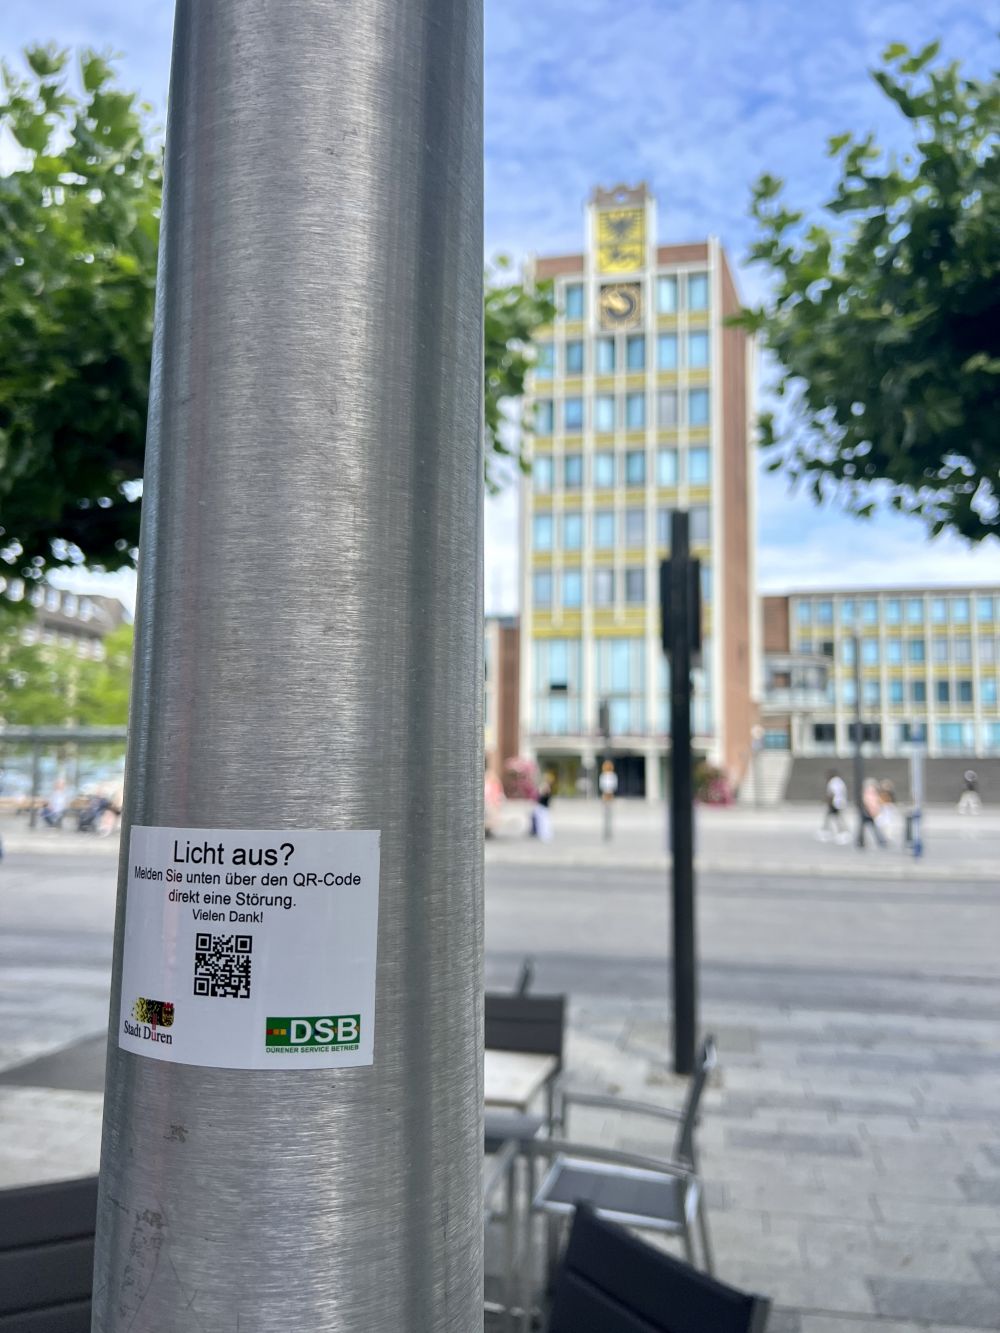 Licht aus?
Melden Sie unten über den QR-Code
direkt eine Störung.
Vielen Dank!
Stadt Düren
DSB
DÜRENER SERVICE BETRIEB